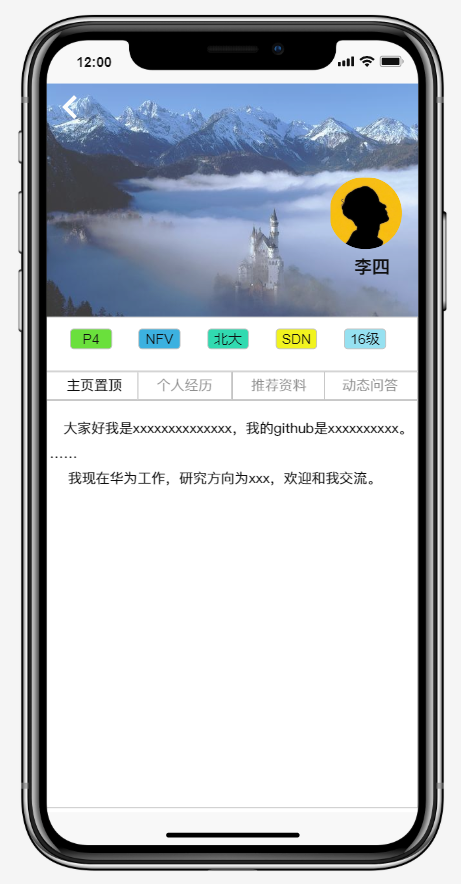 12:00
李四
P4 NFV 北大 SDN 16级
主页置顶 个人经历 推荐资料 动态问答
大家好我是xxxxxxxxxxxxxx，我的github是xxxxxxxxxx。
……
我现在华为工作，研究方向为xxx，欢迎和我交流。